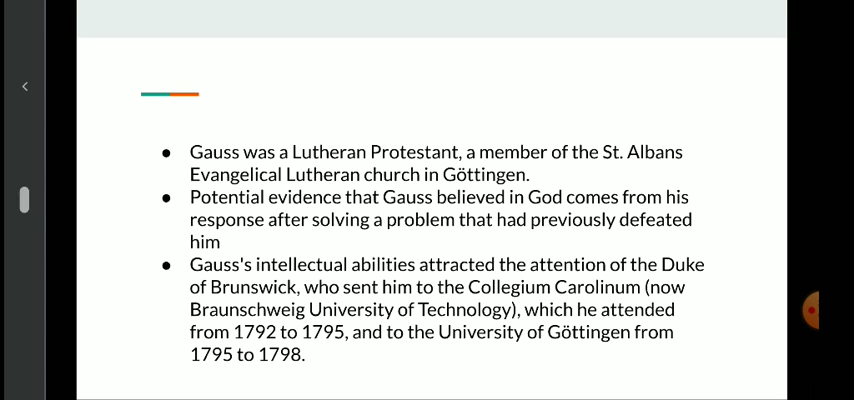 ● Gauss was a Lutheran Protestant, a member of the St. Albans
Evangelical Lutheran church in Göttingen.
● Potential evidence that Gauss believed in God comes from his
response after solving a problem that had previously defeated
him
● Gauss's intellectual abilities attracted the attention of the Duke
of Brunswick, who sent him to the Collegium Carolinum (now
Braunschweig University of Technology), which he attended
from 1792 to 1795, and to the University of Göttingen from
1795 to 1798.